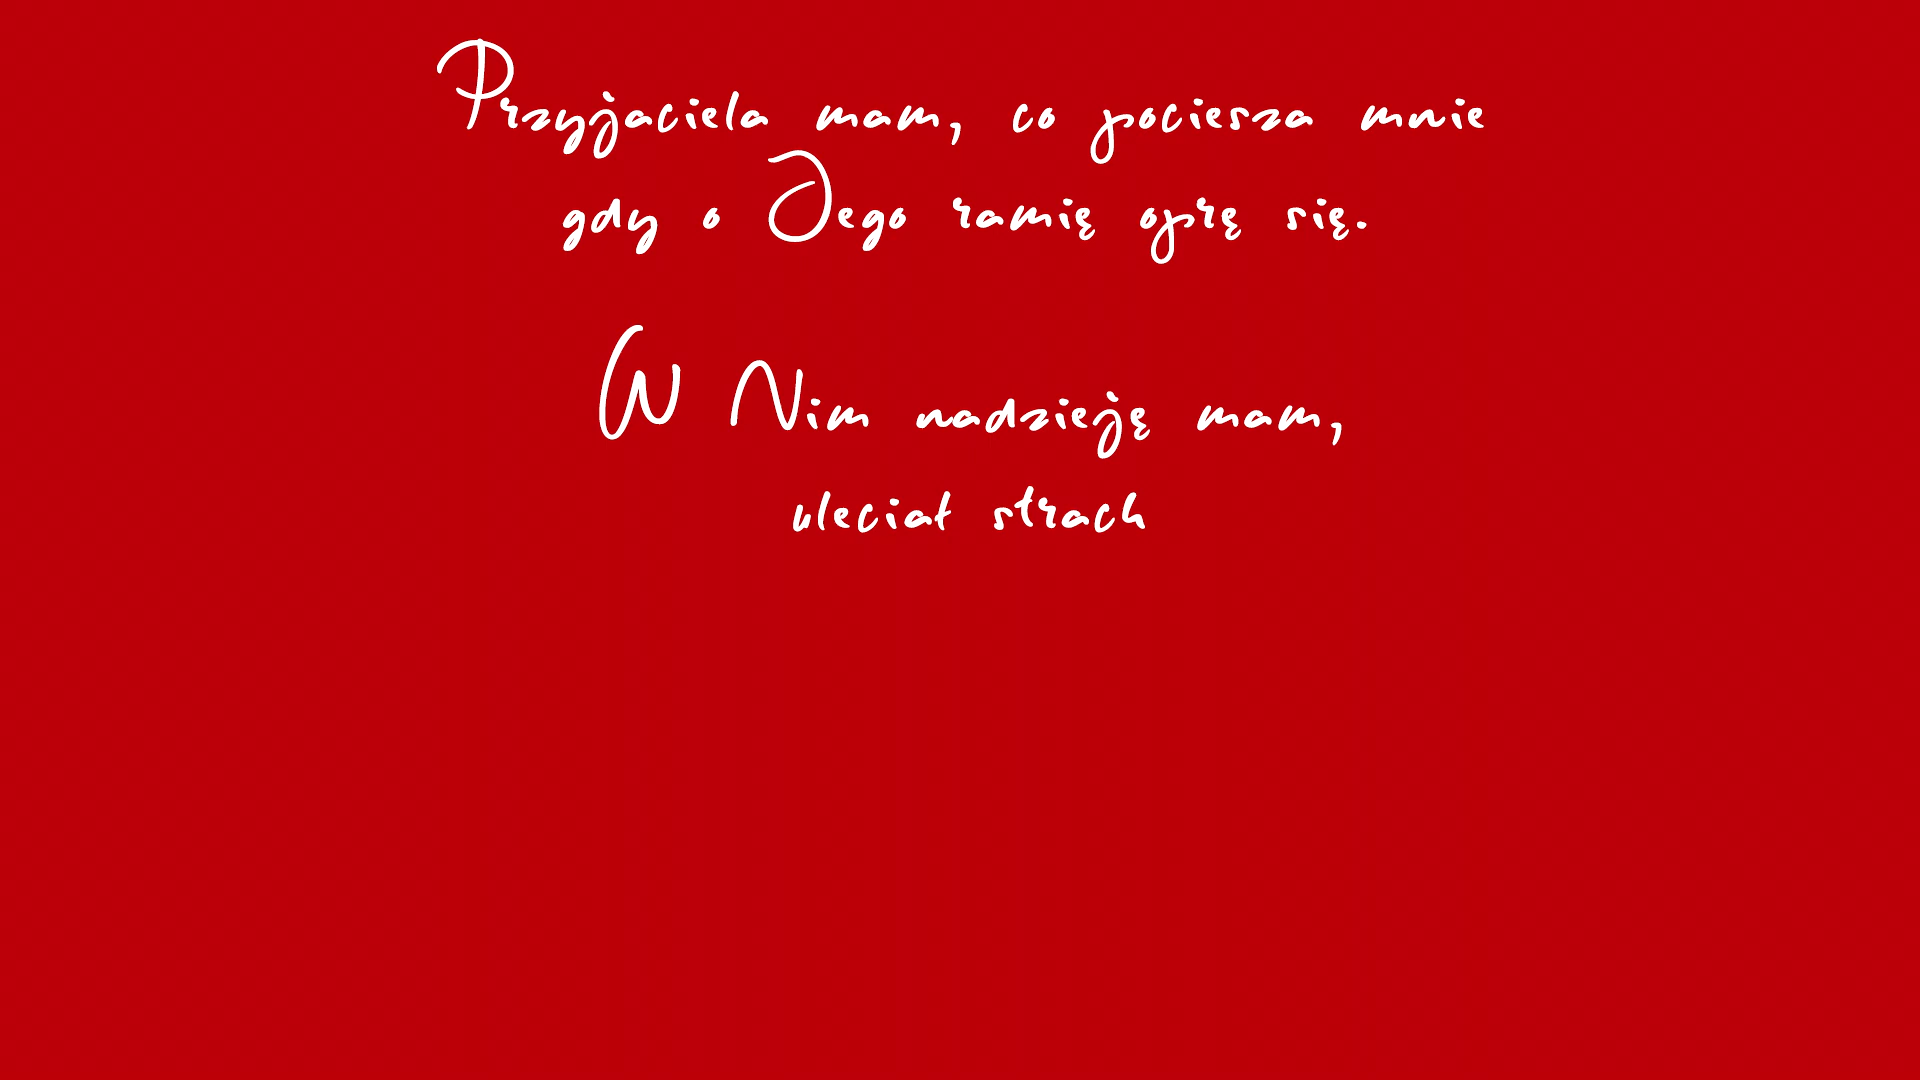 Przyjaciela mam, co pociesza mnie
gdy o Jego ramię oprę się.
W Nim nadzieję mam,
uleciał strach